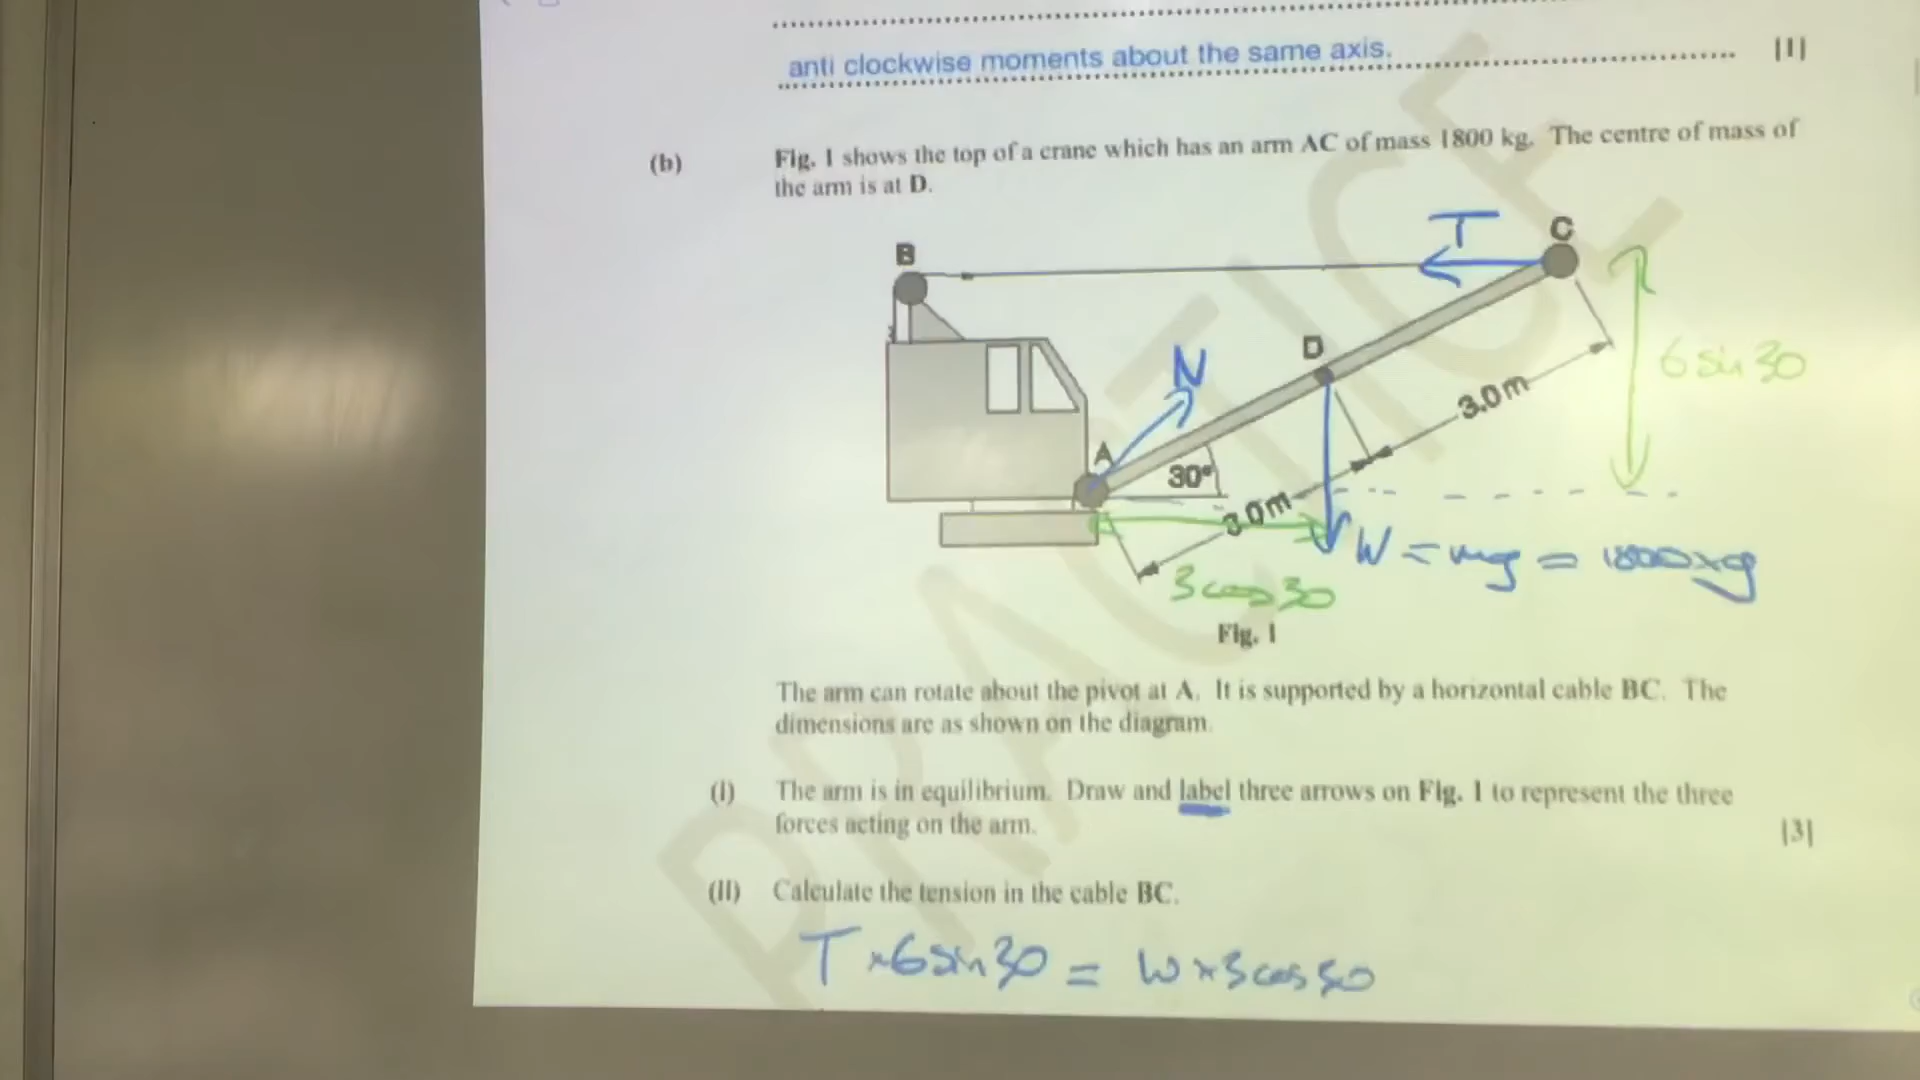 anti clockwise moments about the same axis.
[1]
(b) Fig. 1 shows the top of a crane which has an arm AC of mass 1800 kg. The centre of mass of
the arm is at D.
T
C
B
6 sin 30
D
N
3.0 m
A
30°
3.0 m
W = mg = 1800xg
3 cos 30
Fig. 1
The arm can rotate about the pivot at A. It is supported by a horizontal cable BC. The
dimensions are as shown on the diagram.
(i) The arm is in equilibrium. Draw and label three arrows on Fig. 1 to represent the three
forces acting on the arm.
[3]
(ii) Calculate the tension in the cable BC.
T × 6 sin 30 = W × 3 cos 30
PRACTICE